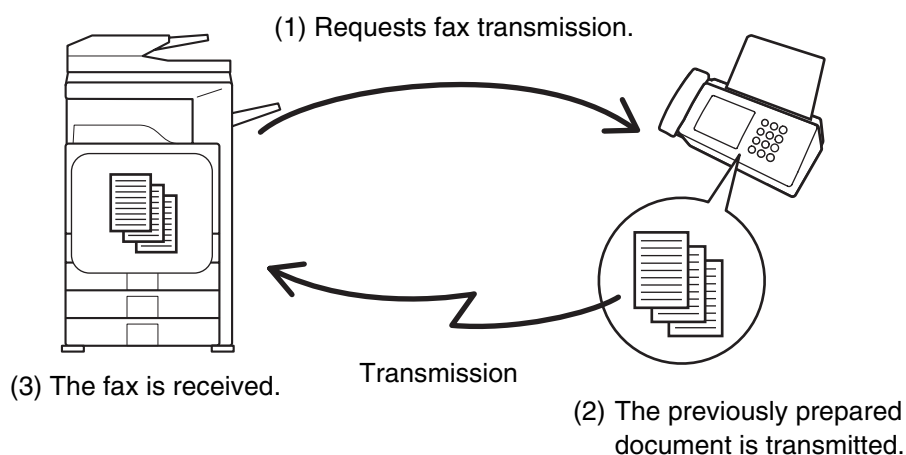 (1) Requests fax transmission.
(3) The fax is received.
Transmission
(2) The previously prepared
document is transmitted.